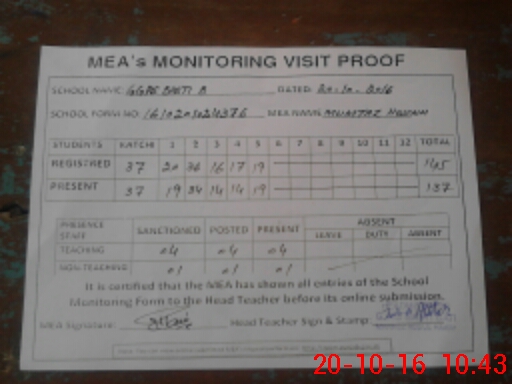 MEA's MONITORING VISIT PROOF
SCHOOL NAME: GGPS BHATI A DATED: 20-10-2016
SCHOOL FORM NO: MEA NAME: MUMTAZ HUSSAIN
STUDENTS KATCHI 1 2 3 4 5 6 7 8 9 10 11 12 TOTAL
REGISTERED 37 20 36 16 17 19 145
PRESENT 37 19 34 14 14 19 137
PRESENCE STAFF SANCTIONED POSTED PRESENT ABSENT
LEAVE DUTY ABSENT
TEACHING 04 04 04
NON-TEACHING 01 01 01
It is certified that the MEA has shown all entries of the School
Monitoring Form to the Head Teacher before its online submission.
MEA Signature: Head Teacher Sign & Stamp:
20-10-16 10:43